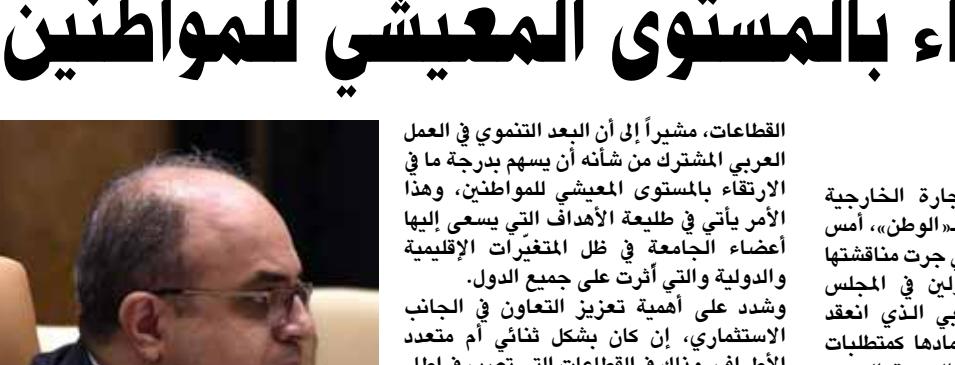 بالمستوى المعيشي للمواطنين
الخارجية
«الوطن»، أمس
جرت مناقشتها
في المجلس
الذي انعقد
كمتطلبات
القطاعات، مشيراً إلى أن البعد التنموي في العمل
العربي المشترك من شأنه أن يسهم بدرجة ما في
الارتقاء بالمستوى المعيشي للمواطنين، وهذا
الأمر يأتي في طليعة الأهداف التي يسعى إليها
أعضاء الجامعة في ظل المتغيّرات الإقليمية
والدولية والتي أثرت على جميع الدول.
وشدد على أهمية تعزيز التعاون في الجانب
الاستثماري، إن كان بشكل ثنائي أم متعدد